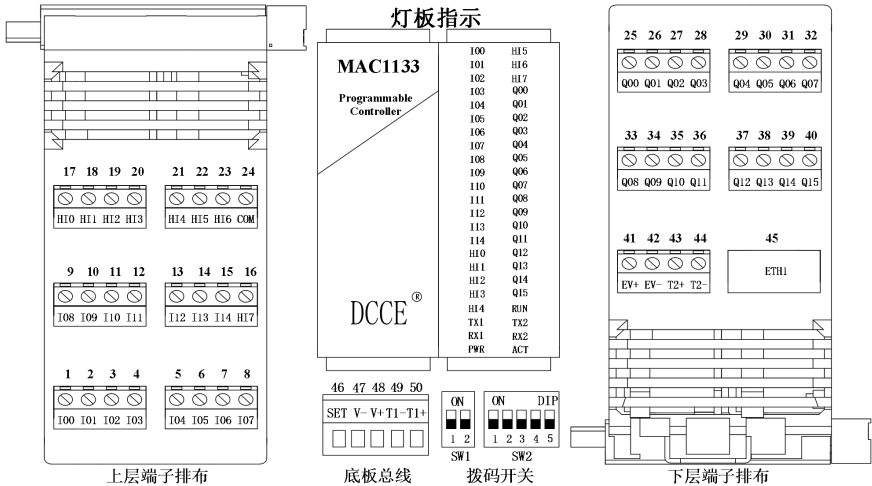 灯板指示
17 18 19 20
HI0 HI1 HI2 HI3
21 22 23 24
HI4 HI5 HI6 COM
9 10 11 12
I08 I09 I10 I11
13 14 15 16
I12 I13 I14 HI7
1 2 3 4
I00 I01 I02 I03
5 6 7 8
I04 I05 I06 I07
上层端子排布
MAC1133
Programmable
Controller
DCCE®
I00 HI5
I01 HI6
I02 HI7
I03 Q00
I04 Q01
I05 Q02
I06 Q03
I07 Q04
I08 Q05
I09 Q06
I10 Q07
I11 Q08
I12 Q09
I13 Q10
I14 Q11
HI0 Q12
HI1 Q13
HI2 Q14
HI3 Q15
HI4 RUN
TX1 TX2
RX1 RX2
PWR ACT
46 47 48 49 50
SET V- V+ T1- T1+
底板总线
ON
1 2
SW1
ON DIP
1 2 3 4 5
SW2
拨码开关
25 26 27 28
Q00 Q01 Q02 Q03
29 30 31 32
Q04 Q05 Q06 Q07
33 34 35 36
Q08 Q09 Q10 Q11
37 38 39 40
Q12 Q13 Q14 Q15
41 42 43 44
EV+ EV- T2+ T2-
45
ETH1
下层端子排布